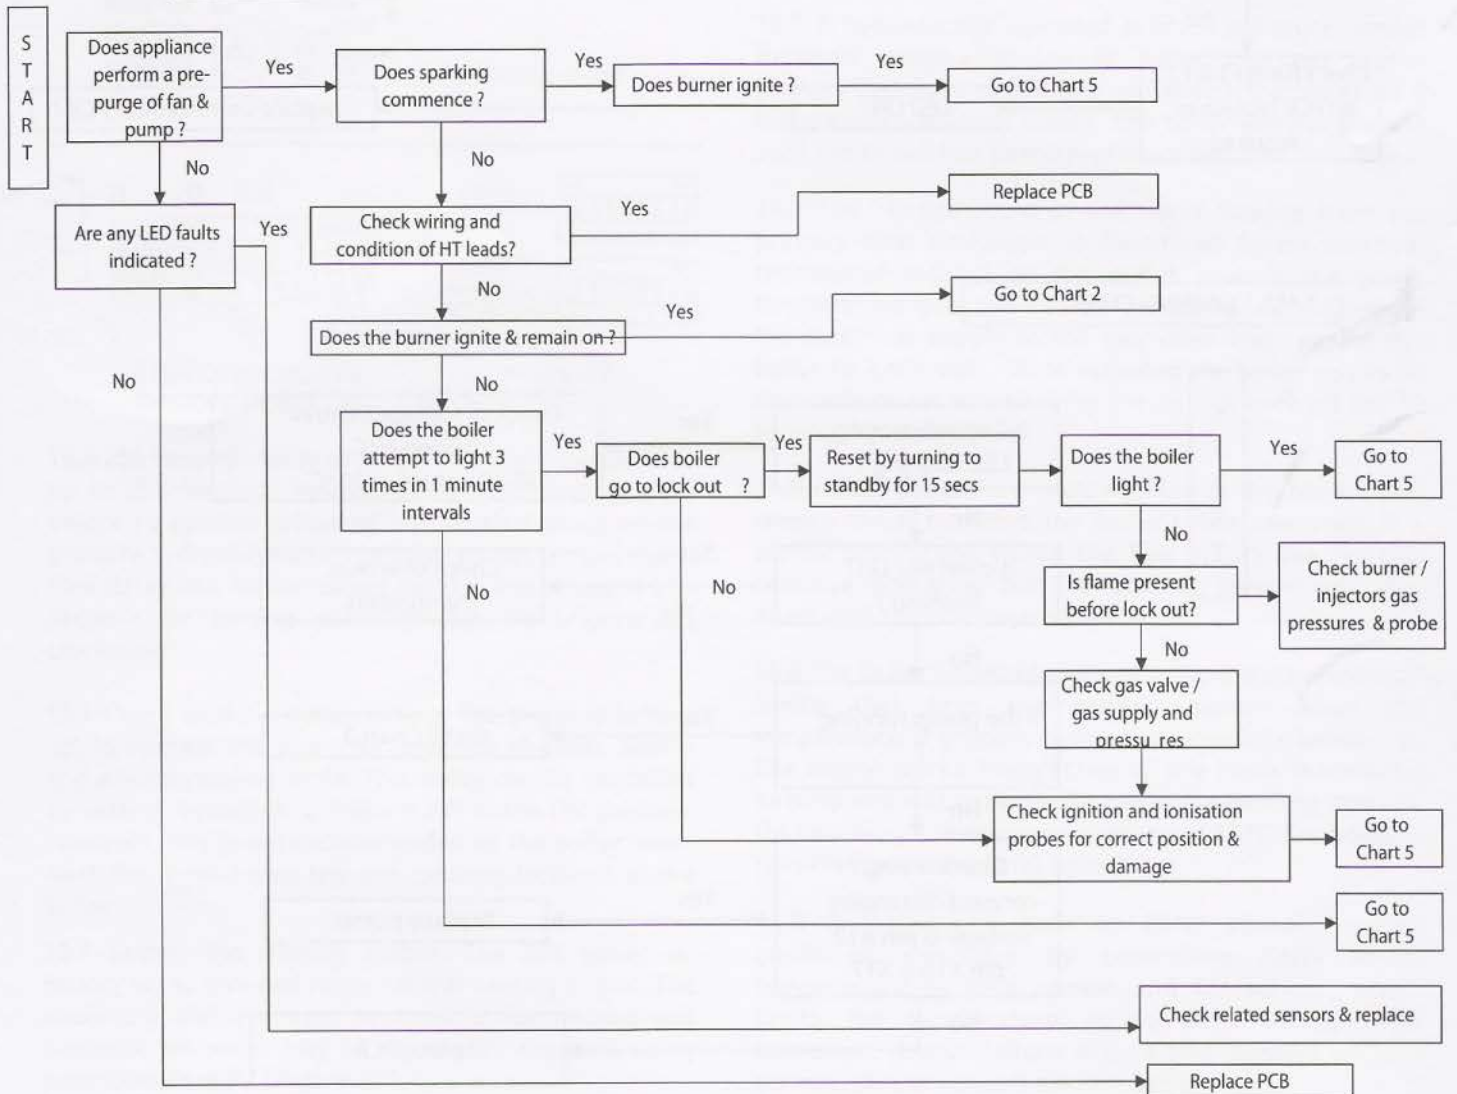 S
T
A
R
T
Does appliance
perform a pre-
purge of fan &
pump ?
Yes
Does sparking
commence ?
Yes
Does burner ignite ?
Yes
Go to Chart 5
No
No
Are any LED faults
indicated ?
Yes
Check wiring and
condition of HT leads?
Yes
Replace PCB
No
Does the burner ignite & remain on ?
Yes
Go to Chart 2
No
No
Does the boiler
attempt to light 3
times in 1 minute
intervals
Yes
Does boiler
go to lock out ?
Yes
Reset by turning to
standby for 15 secs
Does the boiler
light ?
Yes
Go to
Chart 5
No
No
No
Is flame present
before lock out?
Check burner /
injectors gas
pressures & probe
No
Check gas valve /
gas supply and
pressu res
Check ignition and ionisation
probes for correct position &
damage
Go to
Chart 5
Go to
Chart 5
Check related sensors & replace
Replace PCB